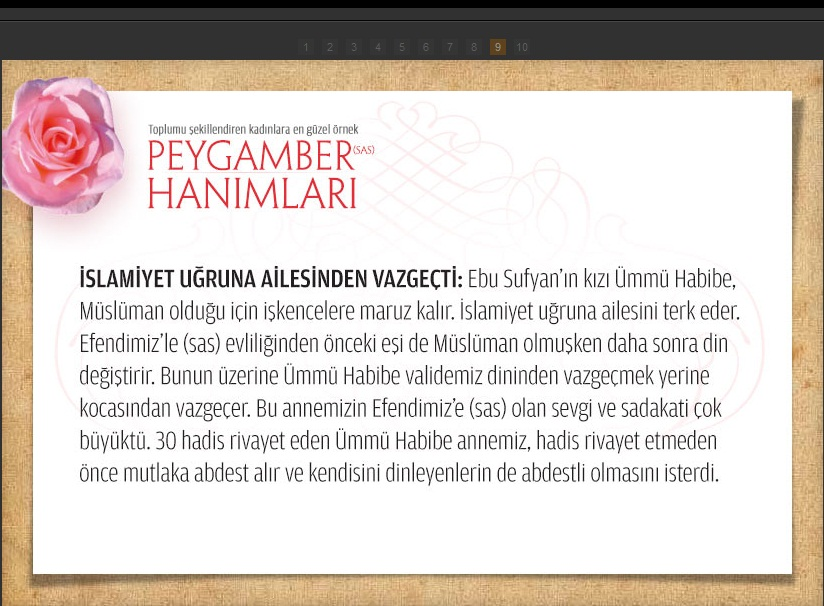 1 2 3 4 5 6 7 8 9 10
Toplumu şekillendiren kadınlara en güzel örnek
PEYGAMBER(SAS)
HANIMLARI
İSLAMİYET UĞRUNA AİLESİNDEN VAZGEÇTİ: Ebu Sufyan’ın kızı Ümmü Habibe,
Müslüman olduğu için işkencelere maruz kalır. İslamiyet uğruna ailesini terk eder.
Efendimiz’le (sas) evliliğinden önceki eşi de Müslüman olmuşken daha sonra din
değiştirir. Bunun üzerine Ümmü Habibe validemiz dininden vazgeçmek yerine
kocasından vazgeçer. Bu annemizin Efendimiz’e (sas) olan sevgi ve sadakati çok
büyüktü. 30 hadis rivayet eden Ümmü Habibe annemiz, hadis rivayet etmeden
önce mutlaka abdest alır ve kendisini dinleyenlerin de abdestli olmasını isterdi.